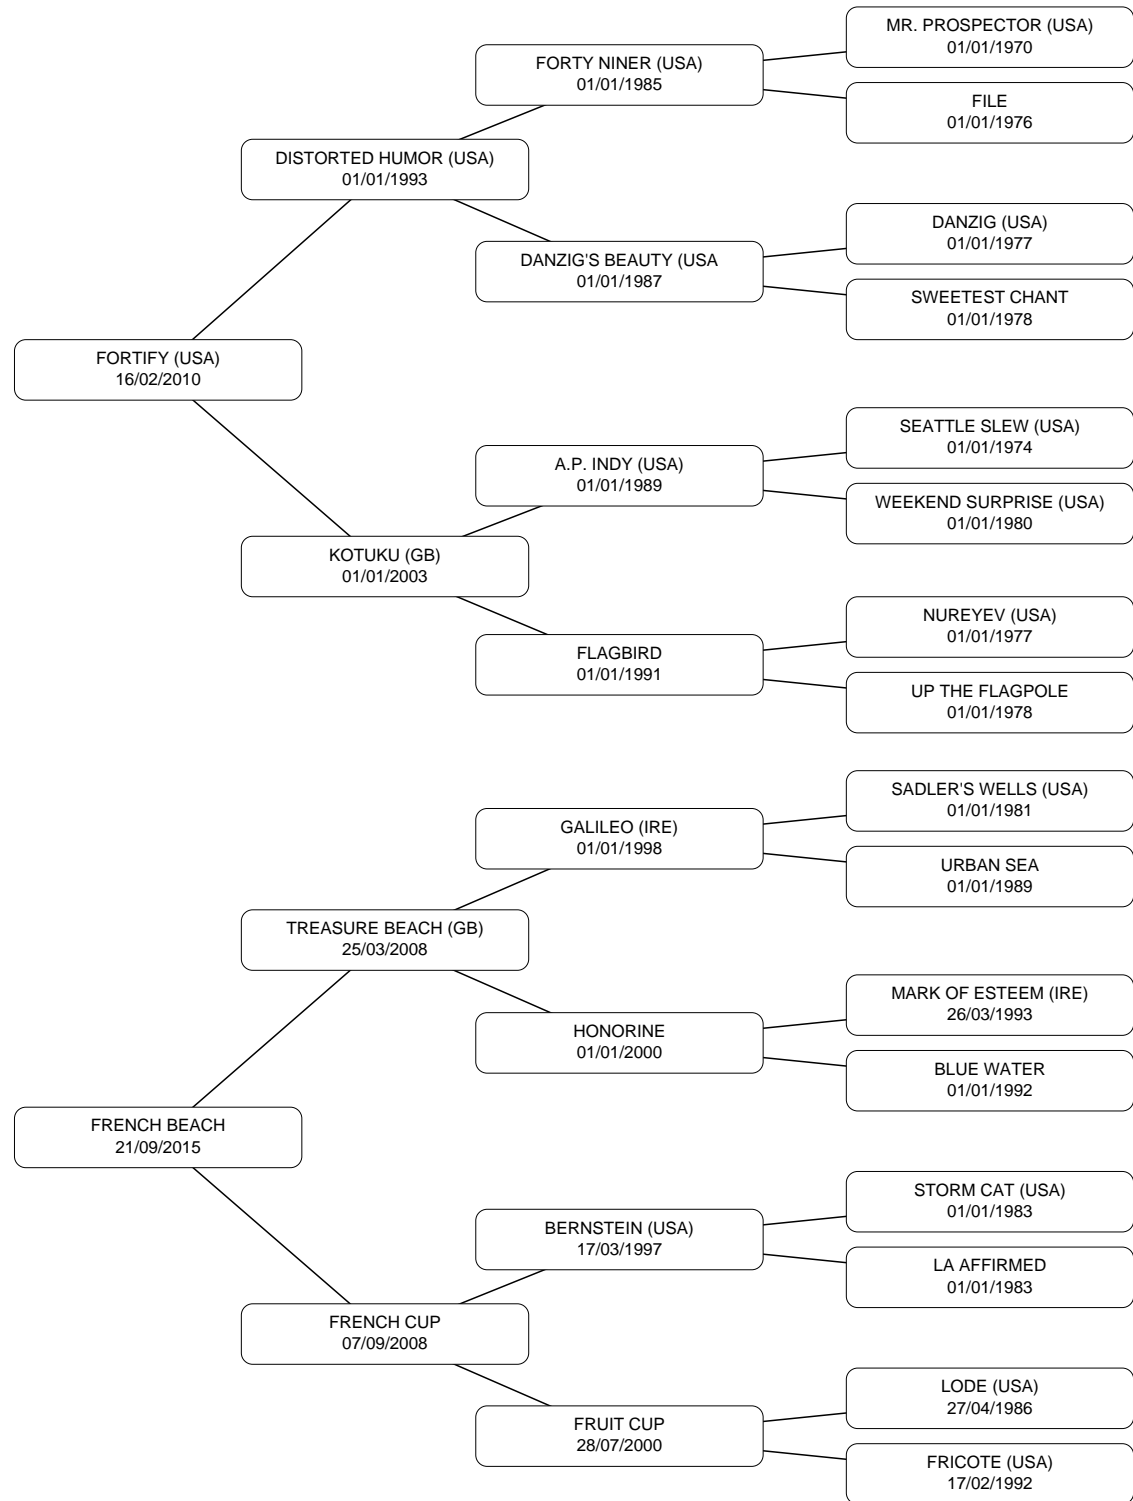 MR. PROSPECTOR (USA)
01/01/1970
FORTY NINER (USA)
01/01/1985
FILE
01/01/1976
DISTORTED HUMOR (USA)
01/01/1993
DANZIG (USA)
01/01/1977
DANZIG'S BEAUTY (USA
01/01/1987
SWEETEST CHANT
01/01/1978
FORTIFY (USA)
16/02/2010
SEATTLE SLEW (USA)
01/01/1974
A.P. INDY (USA)
01/01/1989
WEEKEND SURPRISE (USA)
01/01/1980
KOTUKU (GB)
01/01/2003
NUREYEV (USA)
01/01/1977
FLAGBIRD
01/01/1991
UP THE FLAGPOLE
01/01/1978
SADLER'S WELLS (USA)
01/01/1981
GALILEO (IRE)
01/01/1998
URBAN SEA
01/01/1989
TREASURE BEACH (GB)
25/03/2008
MARK OF ESTEEM (IRE)
26/03/1993
HONORINE
01/01/2000
BLUE WATER
01/01/1992
FRENCH BEACH
21/09/2015
STORM CAT (USA)
01/01/1983
BERNSTEIN (USA)
17/03/1997
LA AFFIRMED
01/01/1983
FRENCH CUP
07/09/2008
LODE (USA)
27/04/1986
FRUIT CUP
28/07/2000
FRICOTE (USA)
17/02/1992